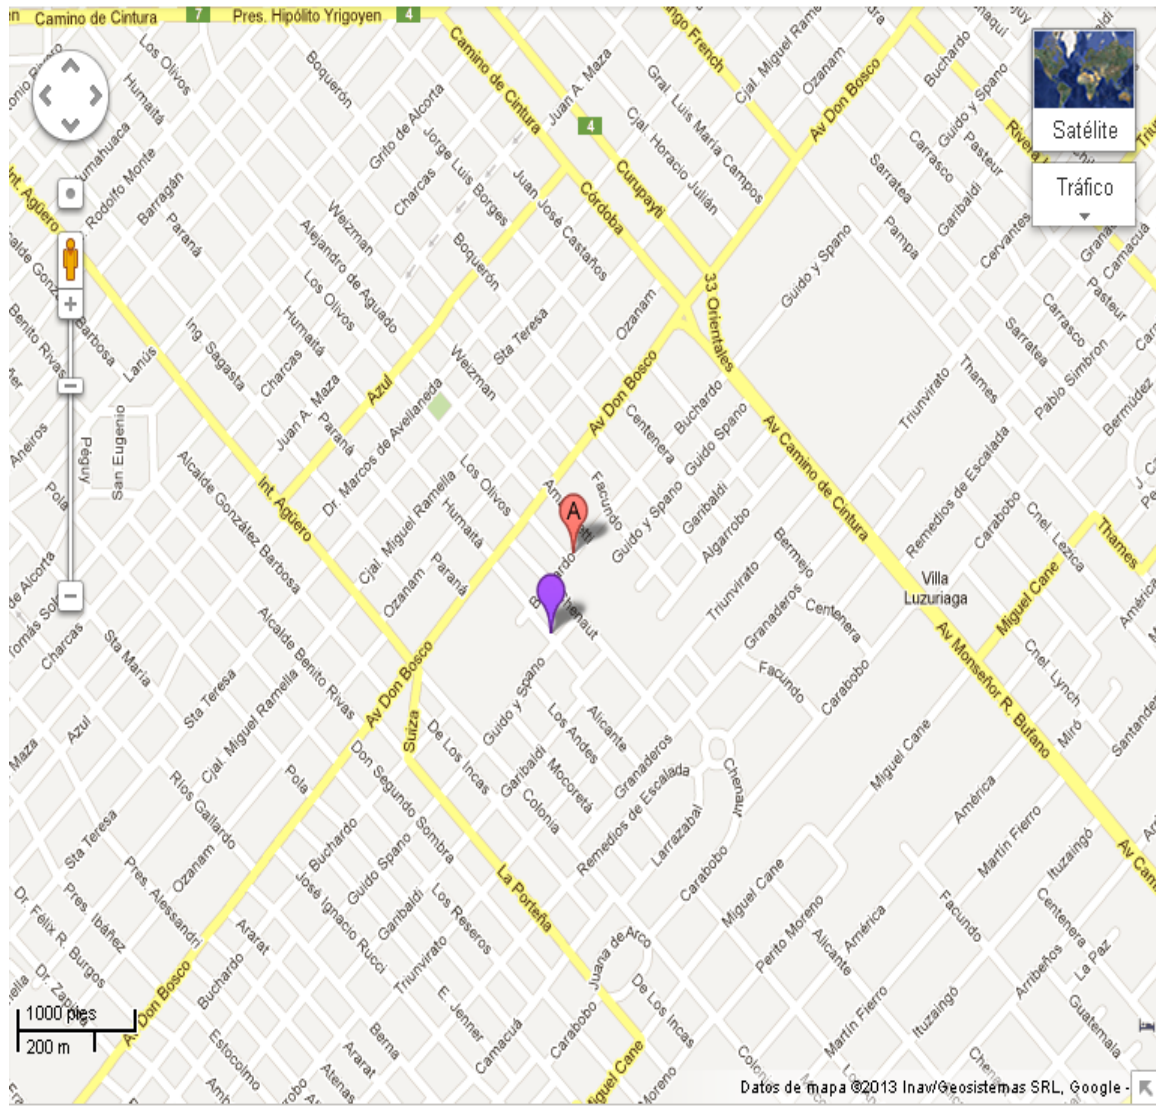 Camino de Cintura
7
Pres. Hipólito Yrigoyen
4
Los Olivos
Humaitá
Boquerón
Juan A. Maza
Camino de Cintura
Gral. Luis María Campos
Cjal. Miguel Ram
Ozanam
Av Don Bosco
Buchardo
Guido y Spano
Satélite
Tráfico
Grito de Alcorta
Jorge Luis Borges
Charcas
Juan José Castaños
4
Curupaytí
Cjal. Horacio Julián
Córdoba
Sarratea
Carrasco
Pasteur
Garibaldi
Pampa
Cervantes
Camacuá
Rodolfo Monte
Barragán
Paraná
Int. Agüero
Weizman
Alejandro de Aguado
Los Olivos
Humaitá
Charcas
Boquerón
Sta Teresa
Ozanam
33 Orientales
Guido y Spano
Pasteur
Carrasco
Sarratea
Pablo Simbron
Bermúdez
Thames
Triunvirato
Barbosa
Benito Rivas
Lanús
Ing. Sagasta
Juan A. Maza
Paraná
Azul
Weizman
Dr. Marcos de Avellaneda
Av Don Bosco
Centenera
Buchardo
Guido Spano
Av Camino de Cintura
Aneiros
Peguy
San Eugenio
Pola
Alcalde González Barbosa
Int. Agüero
Cjal. Miguel Ramella
Los Olivos
Humaitá
Facundo
A
Guido y Spano
Garibaldi
Algarrobo
Remedios de Escalada
Carabobo
Cnel. Lezica
Thames
Ozanam
Paraná
Bermejo
Triunvirato
Granaderos
Centenera
Villa
Luzuriaga
Miguel Cane
América
Charcas
Sta María
Alcalde Benito Rivas
Sta Teresa
Cjal. Miguel Ramella
Av Don Bosco
Suiza
Guido y Spano
Facundo
Carabobo
Av Monseñor R. Bufano
Cnel. Lynch
Miró
Santander
Azul
Maza
Ríos Gallardo
Pola
Don Segundo Sombra
De Los Incas
Garibaldi
Los Andes
Alicante
Mocoretá
Colonia
Granaderos
Remedios de Escalada
Chenaut
Larrazabal
Miguel Cane
América
Martín Fierro
Ituzaingó
Sta Teresa
Pres. Alessandri
Ozanam
Buchardo
Guido Spano
La Porteña
Carabobo
Miguel Cane
Dr. Félix R. Burgos
Pres. Ibáñez
Ararat
José Ignacio Rucci
Garibaldi
Los Reseros
Triunvirato
Juana de Arco
De Los Incas
Perito Moreno
Alicante
América
Facundo
Centenera
Arribeños
La Paz
Av Don Bosco
Buchardo
Estocolmo
Berna
Ararat
Atenas
E. Jenner
Camacuá
Carabobo
Miguel Cane
Martín Fierro
Ituzaingó
Guatemala
1000 pies
200 m
Datos de mapa ©2013 Inav/Geosistemas SRL, Google -